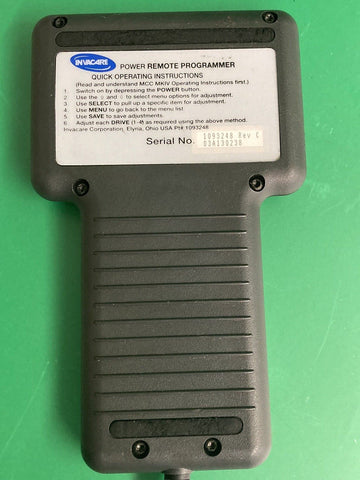 INVACARE
POWER REMOTE PROGRAMMER
QUICK OPERATING INSTRUCTIONS
(Read and understand MCC MKIV Operating Instructions first.)
1. Switch on by depressing the POWER button.
2. Use the ⇩ and ⇧ to select menu options for adjustment.
3. Use SELECT to pull up a specific item for adjustment.
4. Use MENU to go back to the menu list.
5. Use SAVE to save adjustments.
6. Adjust each DRIVE (1-4) as required using the above method.
Invacare Corporation, Elyria, Ohio USA Pt# 1093248
Serial No. 1093248 Rev C
03A130238